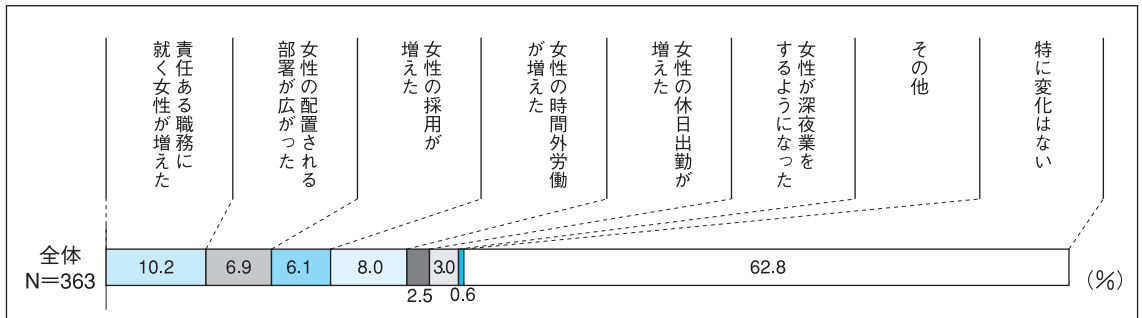 責任ある職務に
就く女性が増えた
女性の配置される
部署が広がった
女性の採用が
増えた
女性の時間外労働
が増えた
女性の休日出勤が
増えた
女性が深夜業を
するようになった
その他
特に変化はない
全体
N=363
10.2
6.9
6.1
8.0
2.5
3.0
0.6
62.8
(%)